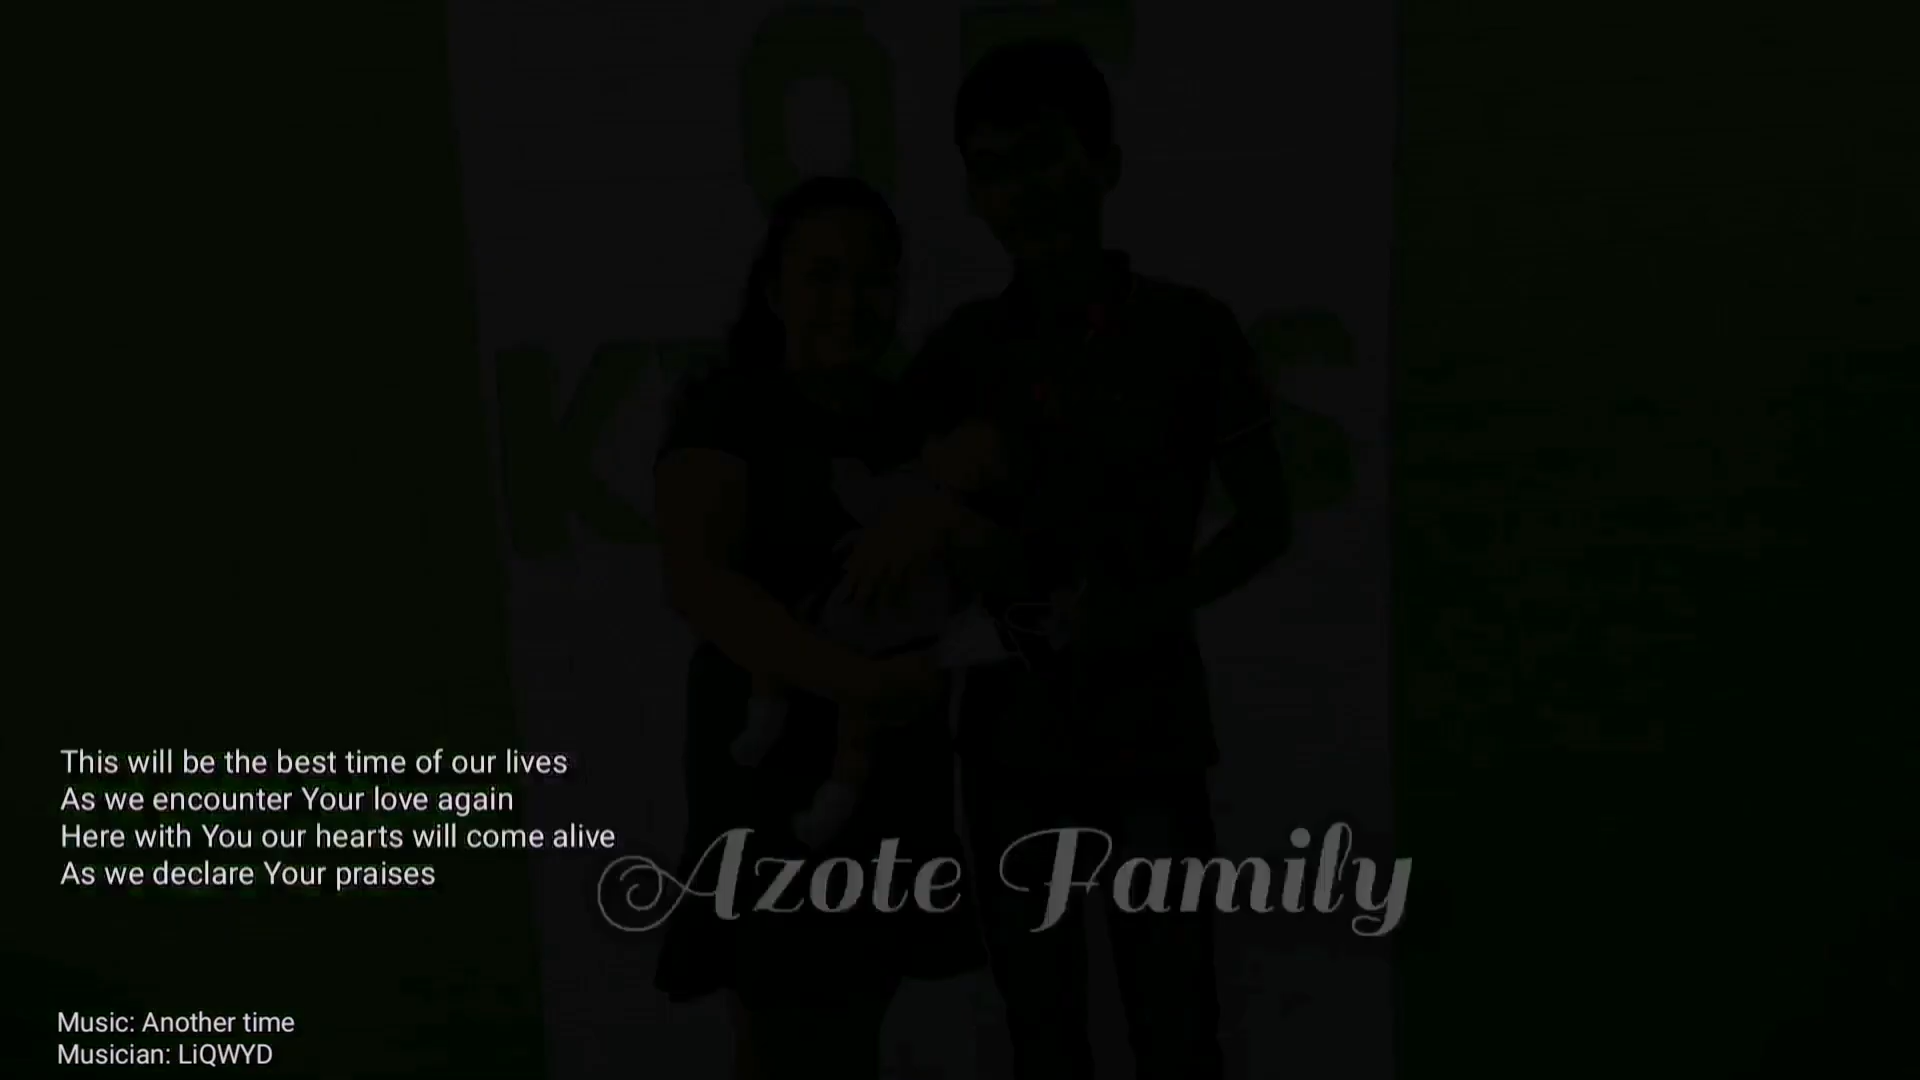 This will be the best time of our lives
As we encounter Your love again
Here with You our hearts will come alive
As we declare Your praises
Azote Family
Music: Another time
Musician: LiQWYD